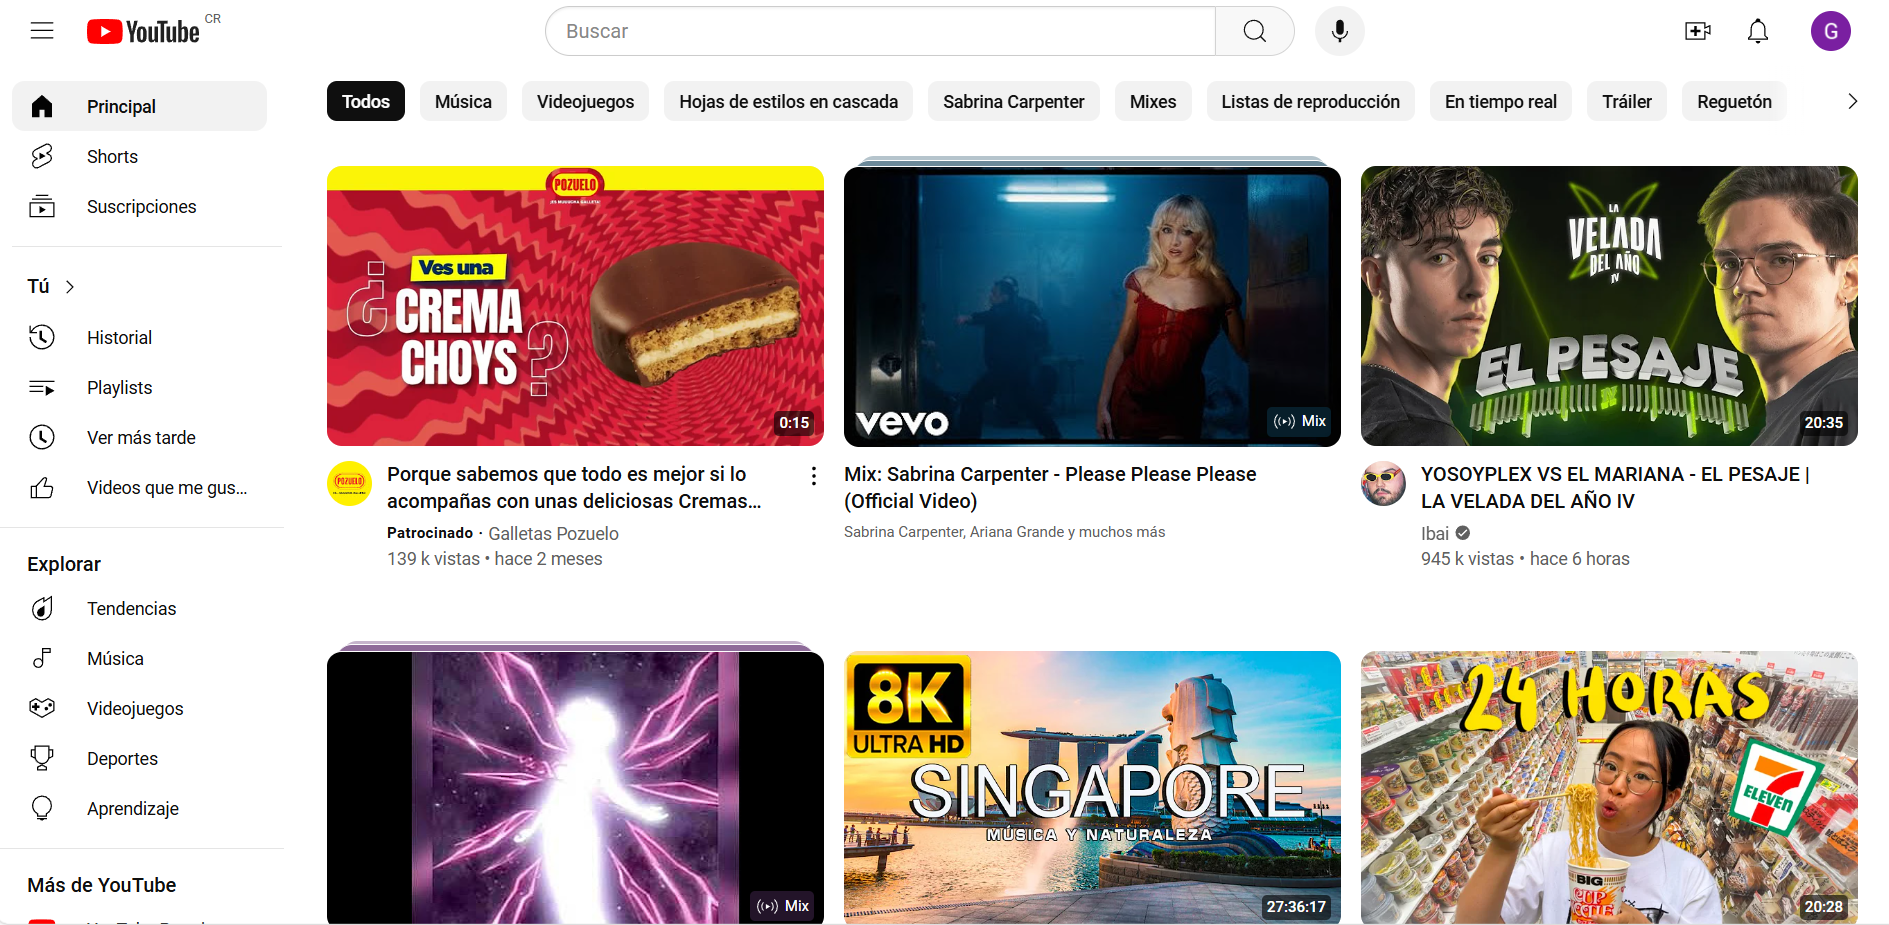 YouTube CR
Buscar
G
Principal
Shorts
Suscripciones
Tú
Historial
Playlists
Ver más tarde
Videos que me gus...
Explorar
Tendencias
Música
Videojuegos
Deportes
Aprendizaje
Más de YouTube
Todos
Música
Videojuegos
Hojas de estilos en cascada
Sabrina Carpenter
Mixes
Listas de reproducción
En tiempo real
Tráiler
Reguetón
POZUELO
Ves una
¿CREMA
CHOYS?
0:15
POZUELO
Porque sabemos que todo es mejor si lo
acompañas con unas deliciosas Cremas...
Patrocinado · Galletas Pozuelo
139 k vistas • hace 2 meses
vevo
Mix
Mix: Sabrina Carpenter - Please Please Please
(Official Video)
Sabrina Carpenter, Ariana Grande y muchos más
LA
VELADA
DEL AÑO
IV
EL PESAJE
20:35
YOSOYPLEX VS EL MARIANA - EL PESAJE |
LA VELADA DEL AÑO IV
Ibai
945 k vistas • hace 6 horas
Mix
8K
ULTRA HD
SINGAPORE
MÚSICA Y NATURALEZA
27:36:17
24 HORAS
7
ELEVEN
BIG
CUP
20:28